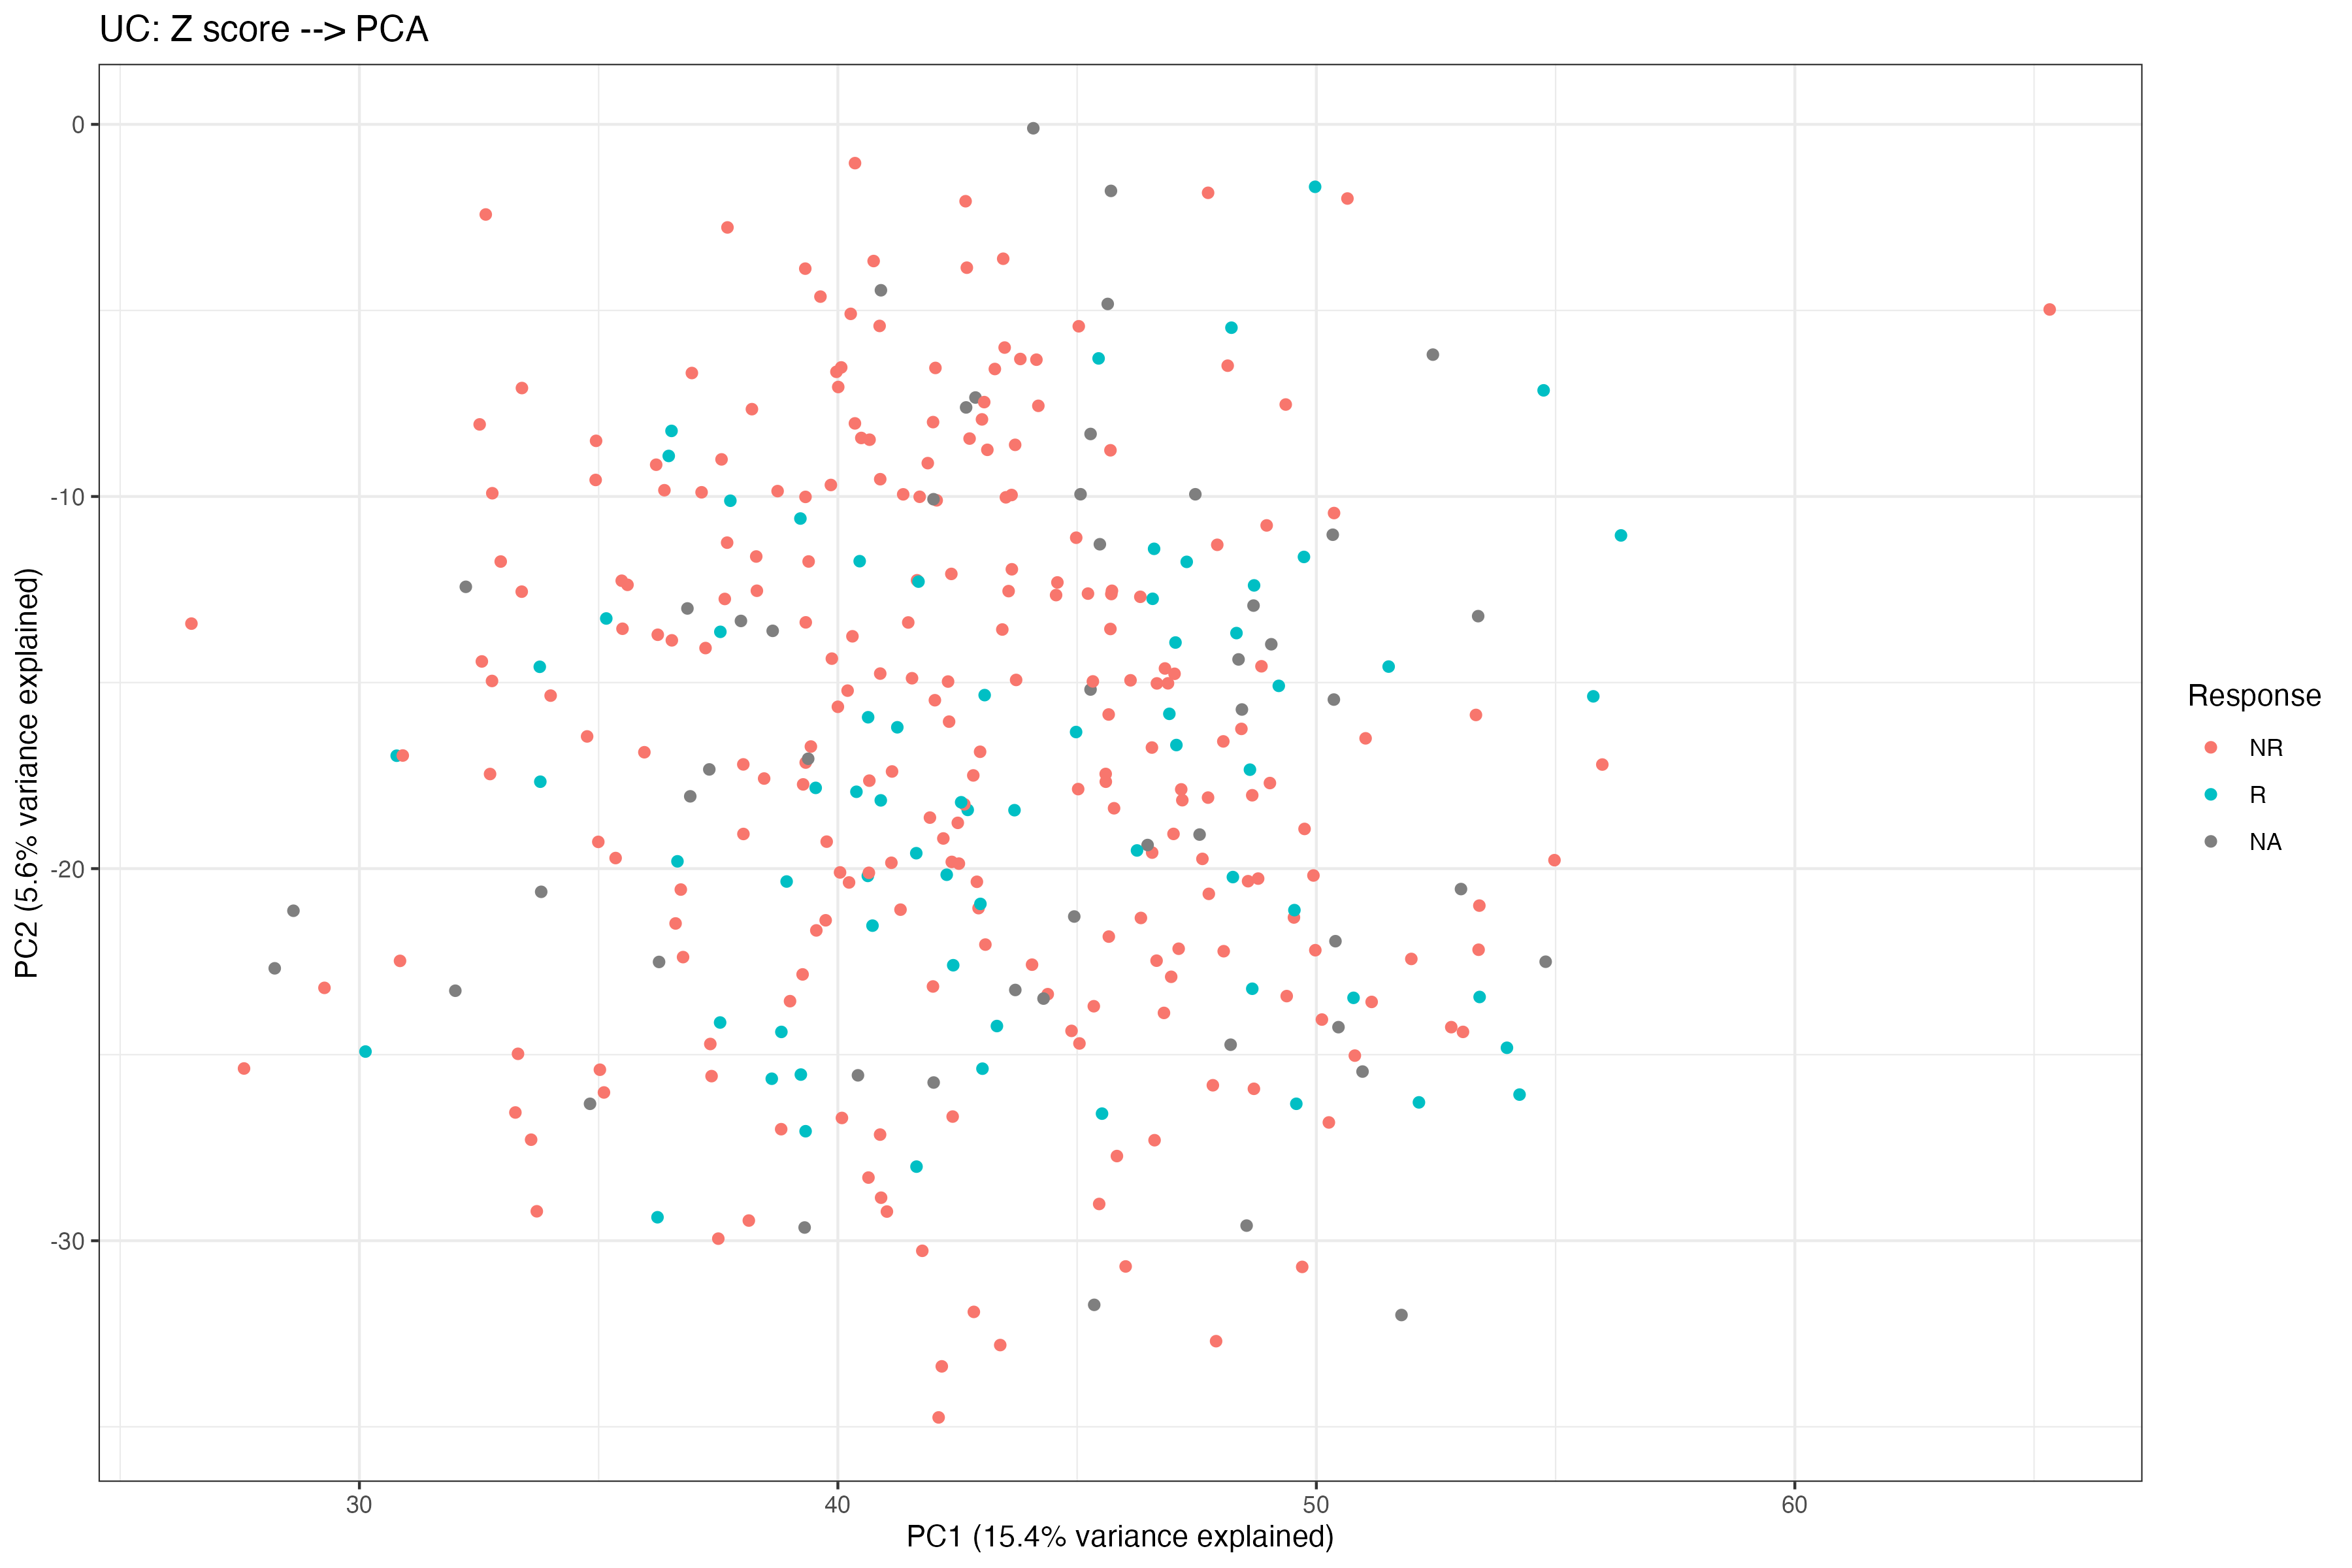 UC: Z score --> PCA
0
-10
-20
-30
PC2 (5.6% variance explained)
30
40
50
60
PC1 (15.4% variance explained)
Response
NR
R
NA